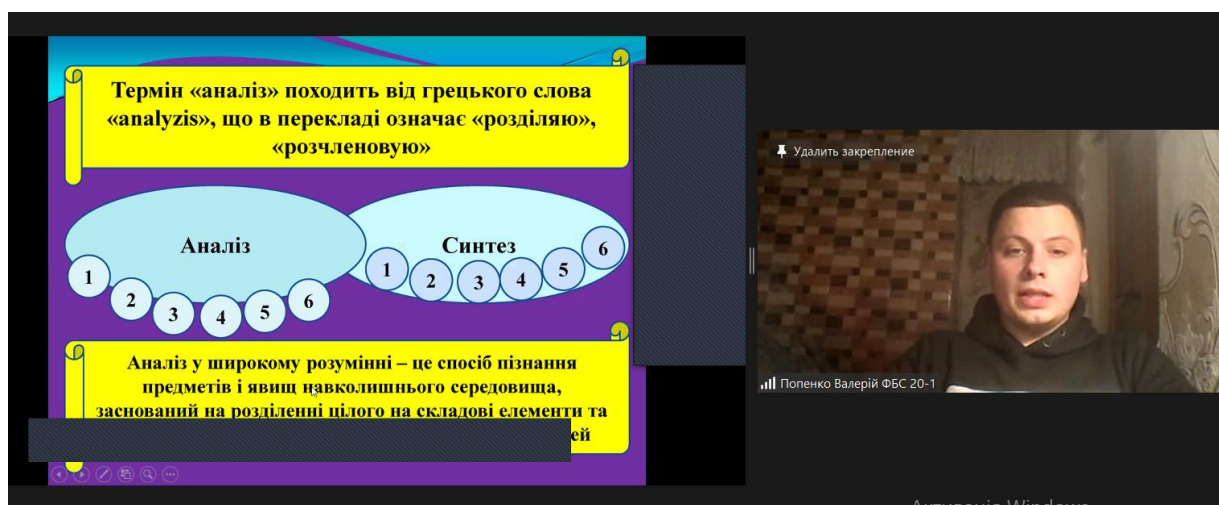 Термін «аналіз» походить від грецького слова
«analyzis», що в перекладі означає «розділяю»,
«розчленовую»
Аналіз
1
2
3
4
5
6
Синтез
1
2
3
4
5
6
Аналіз у широкому розумінні – це спосіб пізнання
предметів і явищ навколишнього середовища,
заснований на розділенні цілого на складові елементи та
ей
Удалить закрепление
Попенко Валерій ФБС 20-1